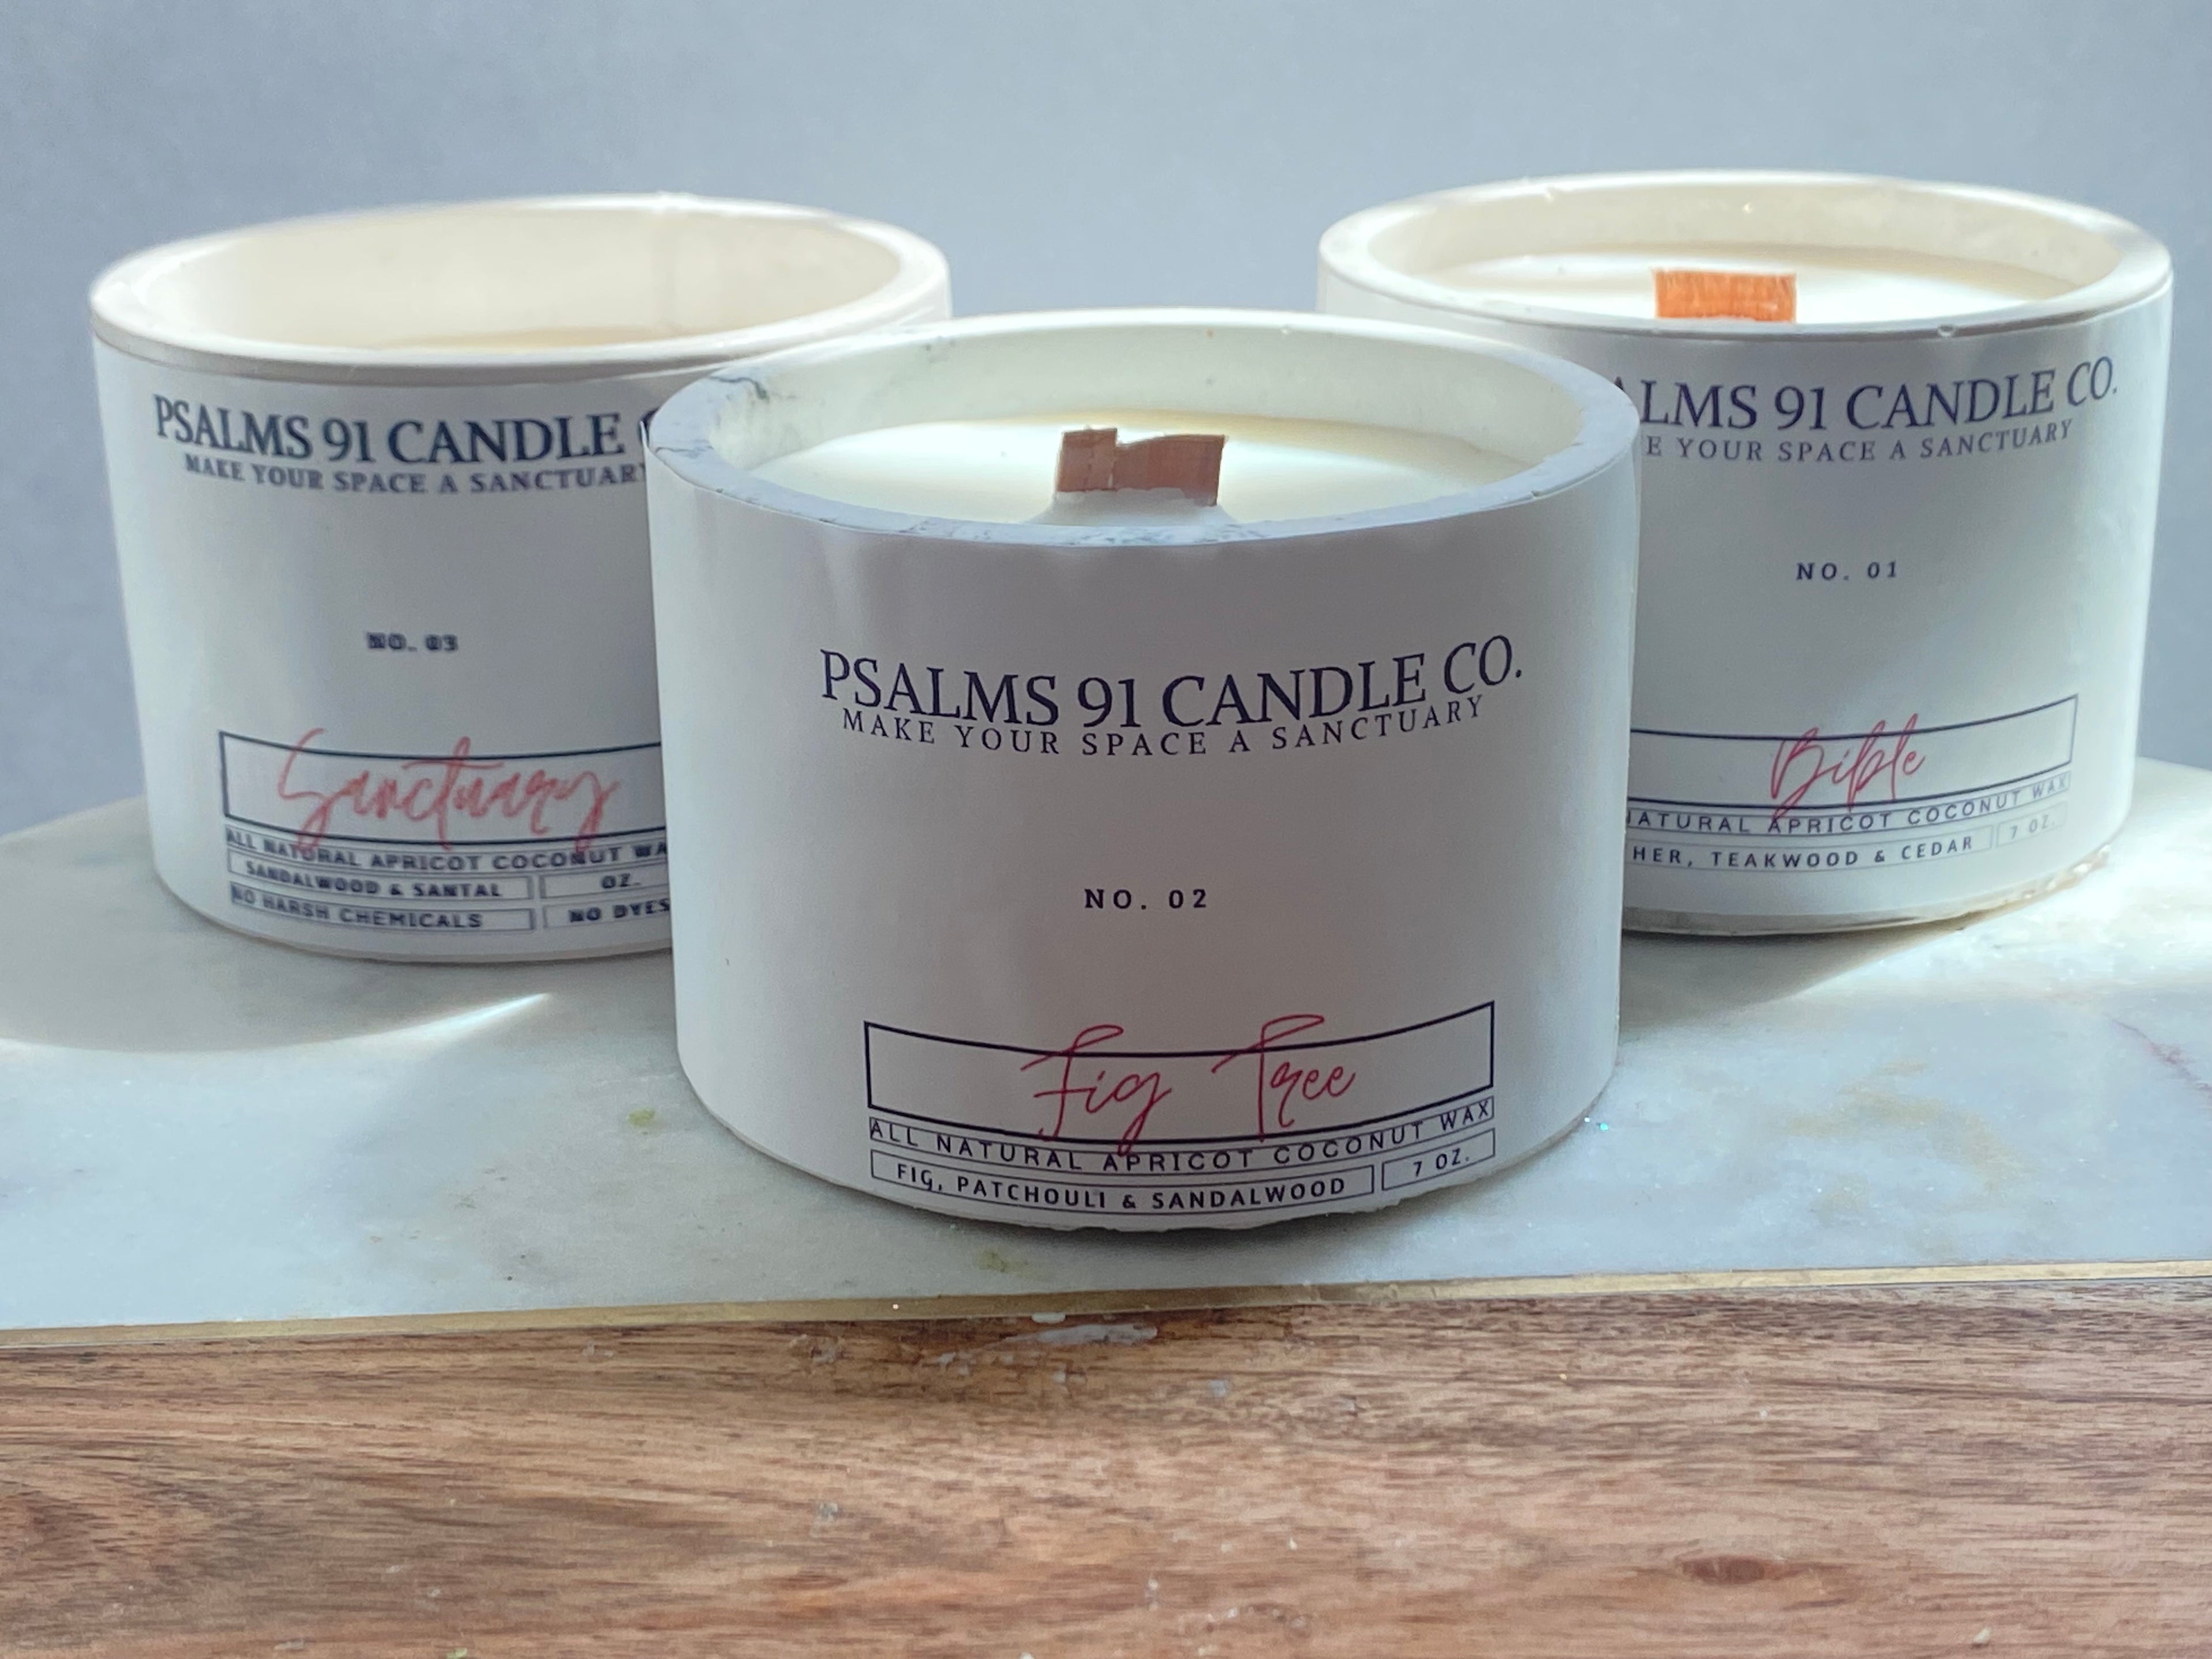 PSALMS 91 CANDLE
MAKE YOUR SPACE A SANCTUARY
NO. 03
Sanctuary
ALL NATURAL APRICOT COCONUT WA
SANDALWOOD & SANTAL
OZ.
NO HARSH CHEMICALS
NO DYES
PSALMS 91 CANDLE CO.
MAKE YOUR SPACE A SANCTUARY
NO. 02
Fig Tree
ALL NATURAL APRICOT COCONUT WAX
FIG, PATCHOULI & SANDALWOOD
7 OZ.
ALMS 91 CANDLE CO.
E YOUR SPACE A SANCTUARY
NO. 01
Bible
NATURAL APRICOT COCONUT WAX
HER, TEAKWOOD & CEDAR
7 OZ.